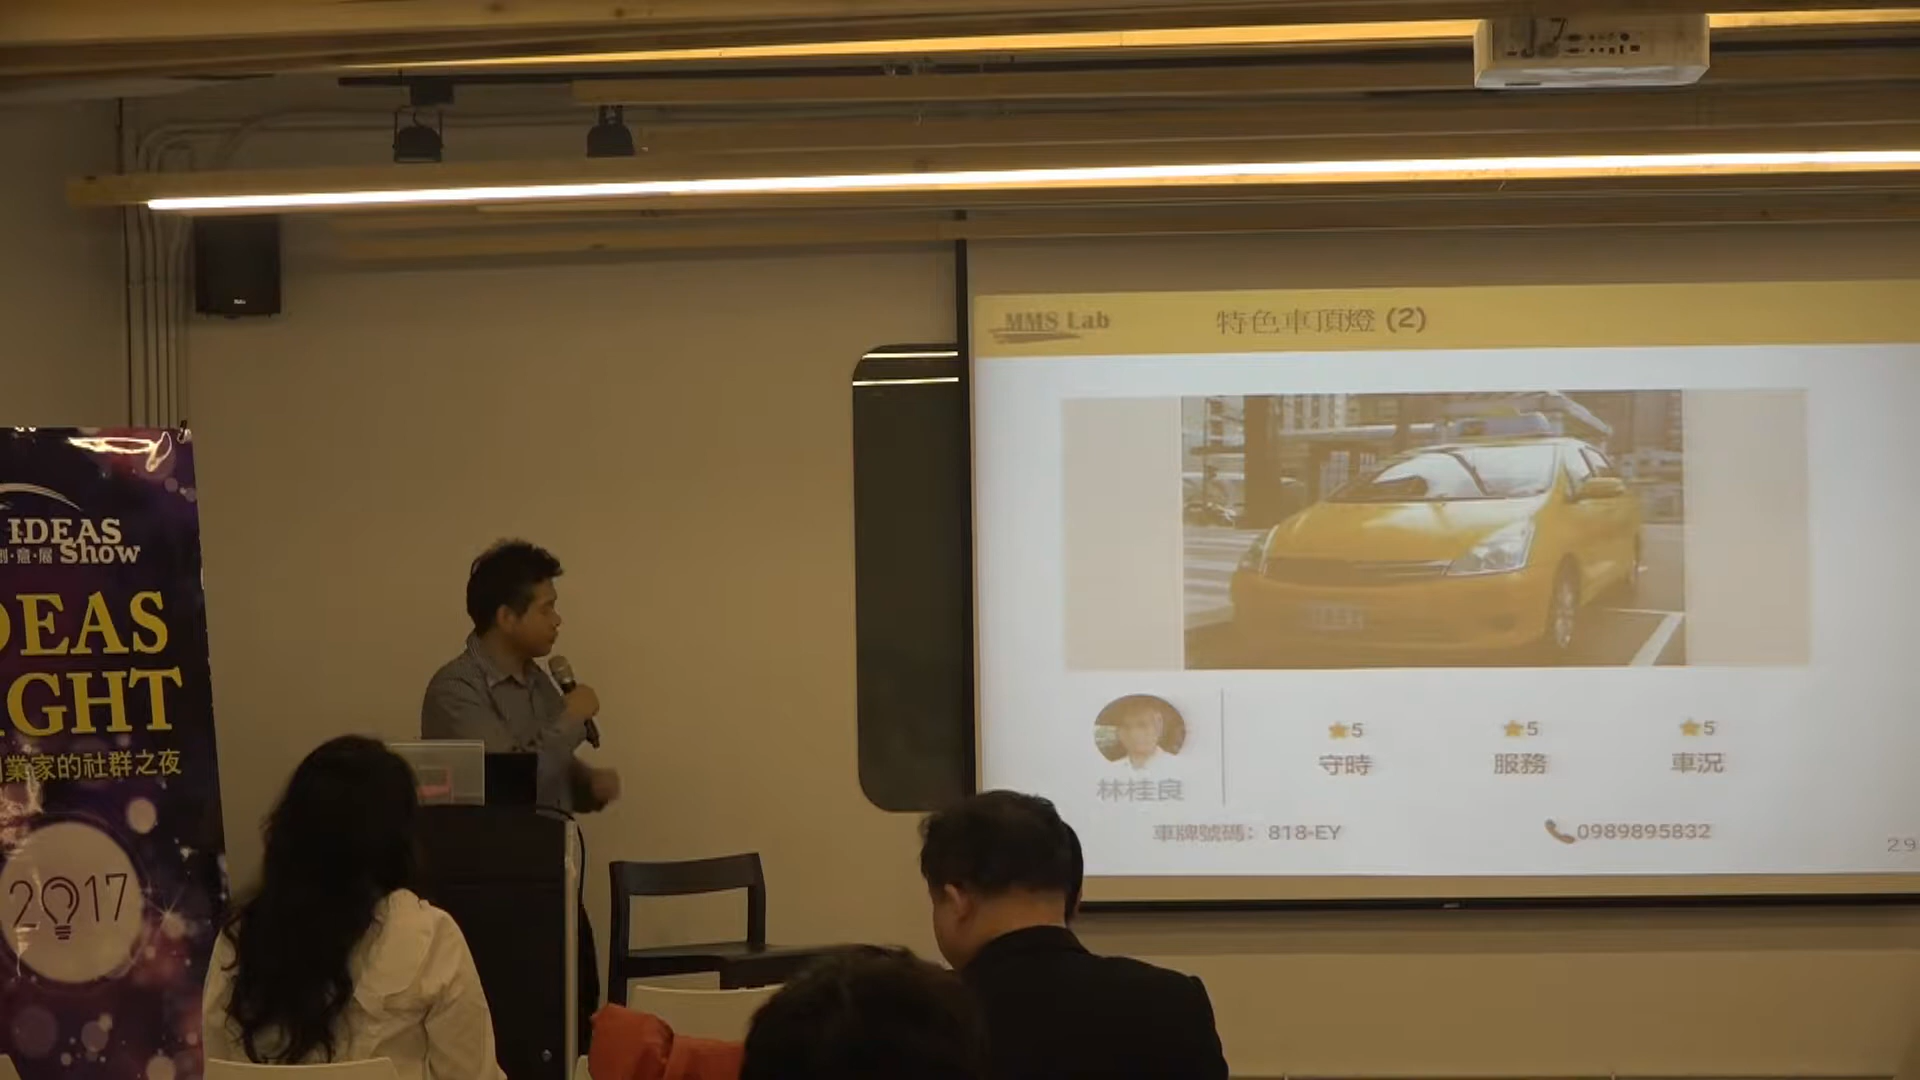 IDEAS
創·意·展 Show
DEAS
IGHT
業家的社群之夜
2017
MMS Lab
特色車頂燈 (2)
5
5
5
守時
服務
車況
林桂良
車牌號碼: 818-EY
0989895832
29